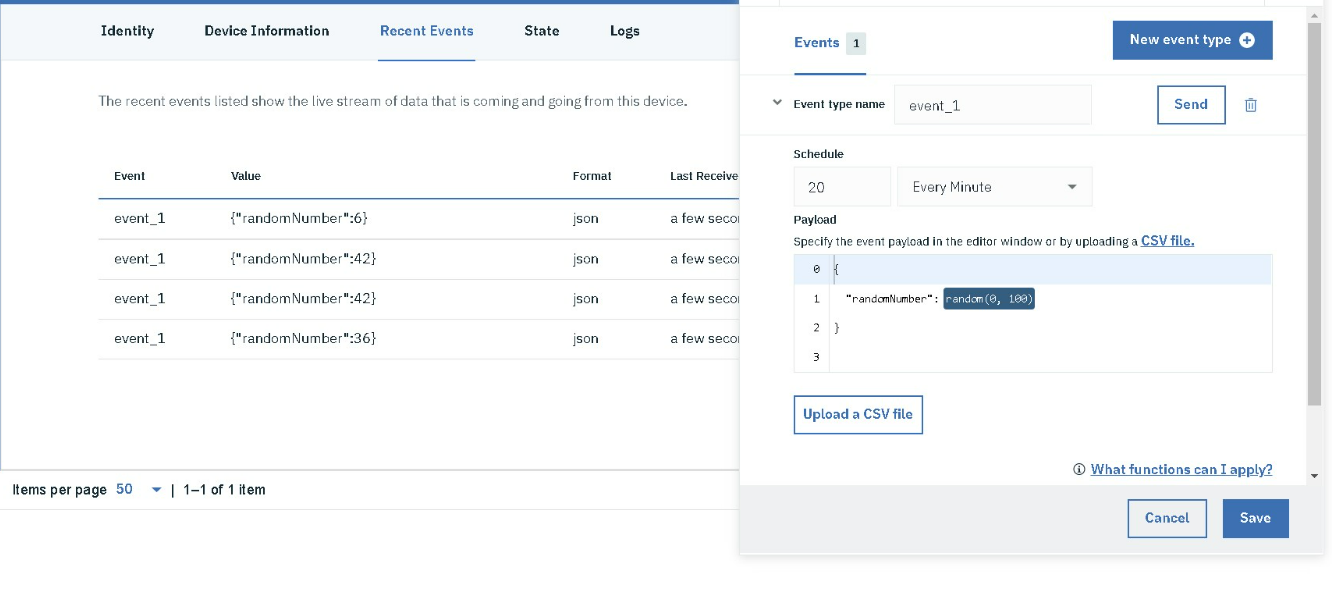 Identity Device Information Recent Events State Logs
The recent events listed show the live stream of data that is coming and going from this device.
Event Value Format Last Receive
event_1 {"randomNumber":6} json a few seco
event_1 {"randomNumber":42} json a few seco
event_1 {"randomNumber":42} json a few seco
event_1 {"randomNumber":36} json a few seco
Items per page 50 | 1–1 of 1 item
Events 1
New event type
Event type name event_1 Send
Schedule
20 Every Minute
Payload
Specify the event payload in the editor window or by uploading a CSV file.
0 {
1 "randomNumber": random(0, 100)
2 }
3
Upload a CSV file
What functions can I apply?
Cancel Save